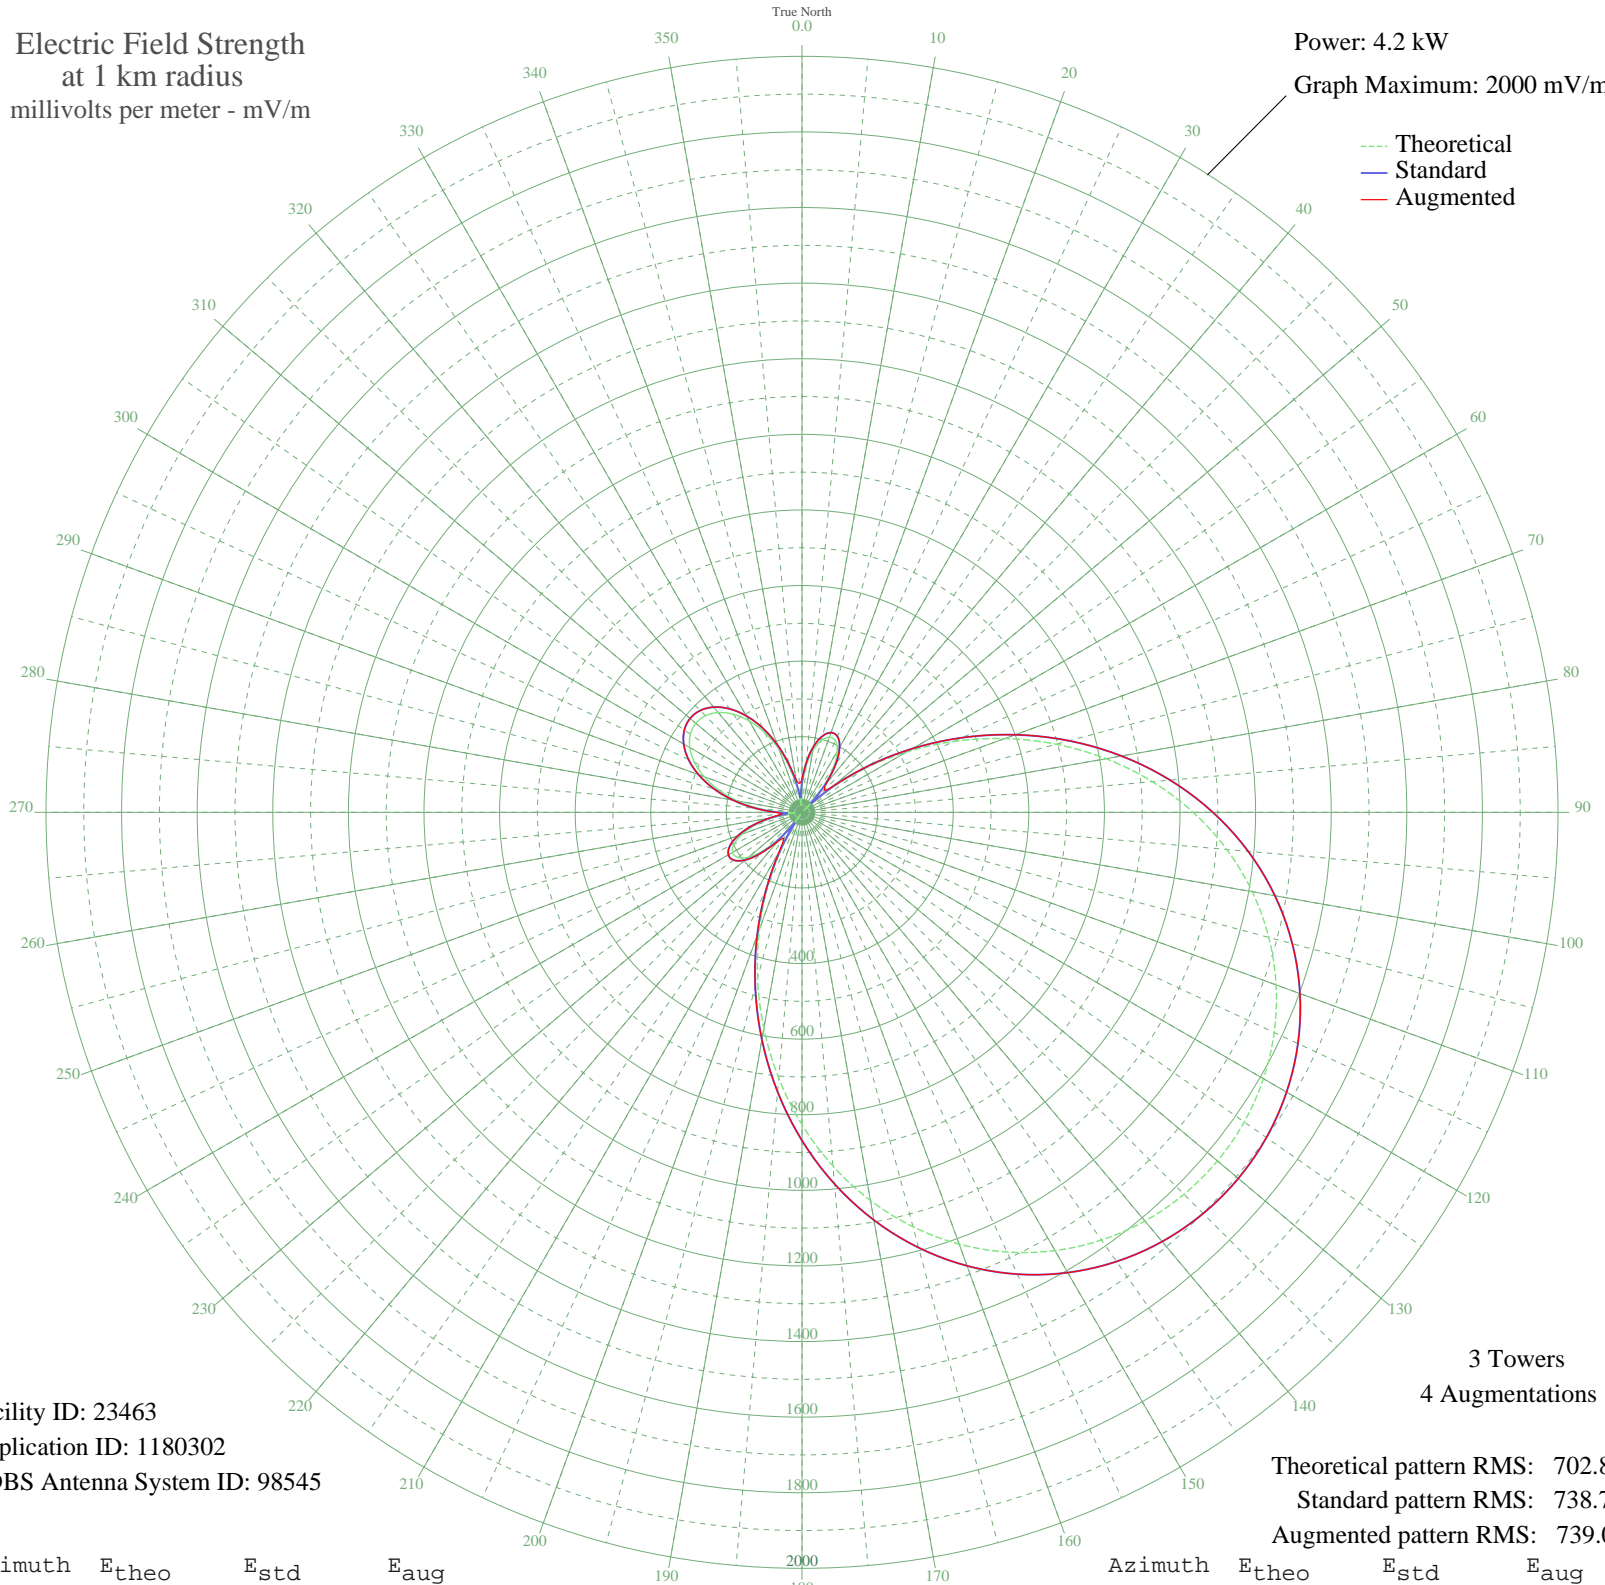 True North
0.0
Electric Field Strength
at 1 km radius
millivolts per meter - mV/m
Power: 4.2 kW
Graph Maximum: 2000 mV/m
Theoretical
Standard
Augmented
10
20
30
40
50
60
70
80
90
100
110
120
130
140
150
160
170
190
200
210
220
230
240
250
260
270
280
290
300
310
320
330
340
350
400
600
800
1000
1200
1400
1600
1800
2000
3 Towers
4 Augmentations
cility ID: 23463
plication ID: 1180302
DBS Antenna System ID: 98545
Theoretical pattern RMS: 702.8
Standard pattern RMS: 738.7
Augmented pattern RMS: 739.0
imuth Etheo Estd Eaug Azimuth Etheo Estd Eaug